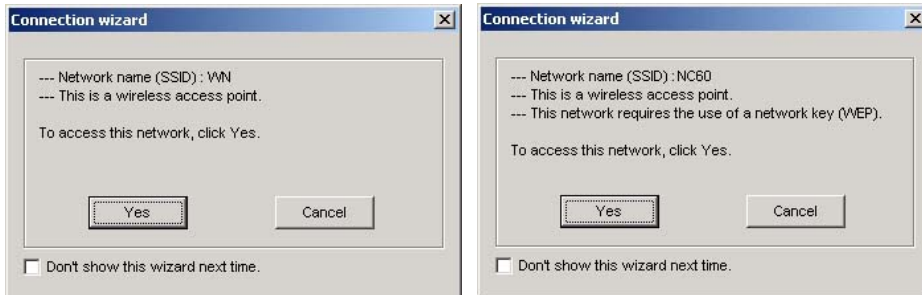 Connection wizard
--- Network name (SSID) : WN
--- This is a wireless access point.
To access this network, click Yes.
Yes
Cancel
Don't show this wizard next time.
Connection wizard
--- Network name (SSID) : NC60
--- This is a wireless access point.
--- This network requires the use of a network key (WEP).
To access this network, click Yes.
Yes
Cancel
Don't show this wizard next time.